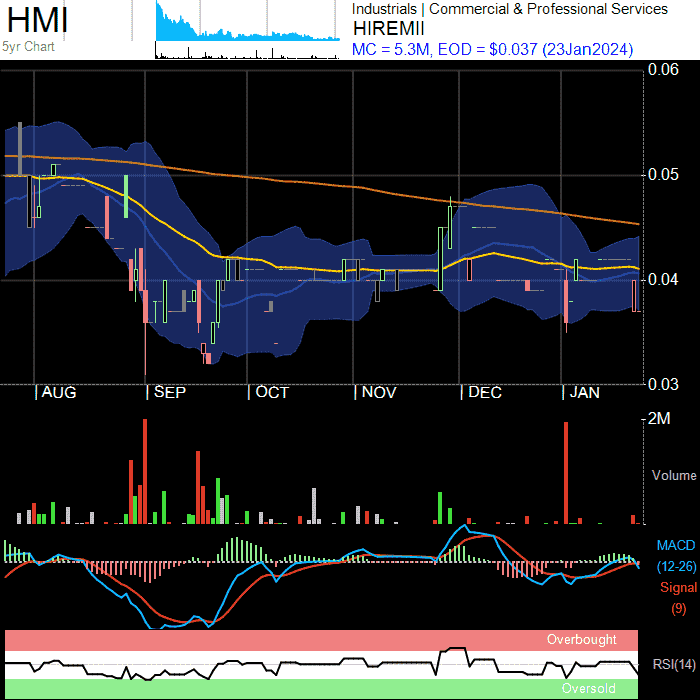 HMI
5yr Chart
Industrials | Commercial & Professional Services
HIREMII
MC = 5.3M, EOD = $0.037 (23Jan2024)
0.06
0.05
0.04
0.03
| AUG | SEP | OCT | NOV | DEC | JAN
2M
Volume
MACD
(12-26)
Signal
(9)
Overbought
RSI(14)
Oversold